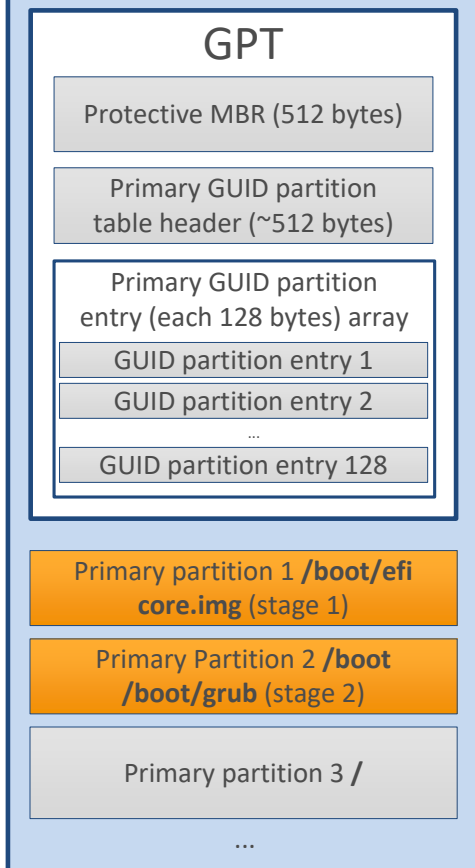 GPT
Protective MBR (512 bytes)
Primary GUID partition
table header (~512 bytes)
Primary GUID partition
entry (each 128 bytes) array
GUID partition entry 1
GUID partition entry 2
...
GUID partition entry 128
Primary partition 1 /boot/efi
core.img (stage 1)
Primary Partition 2 /boot
/boot/grub (stage 2)
Primary partition 3 /
...